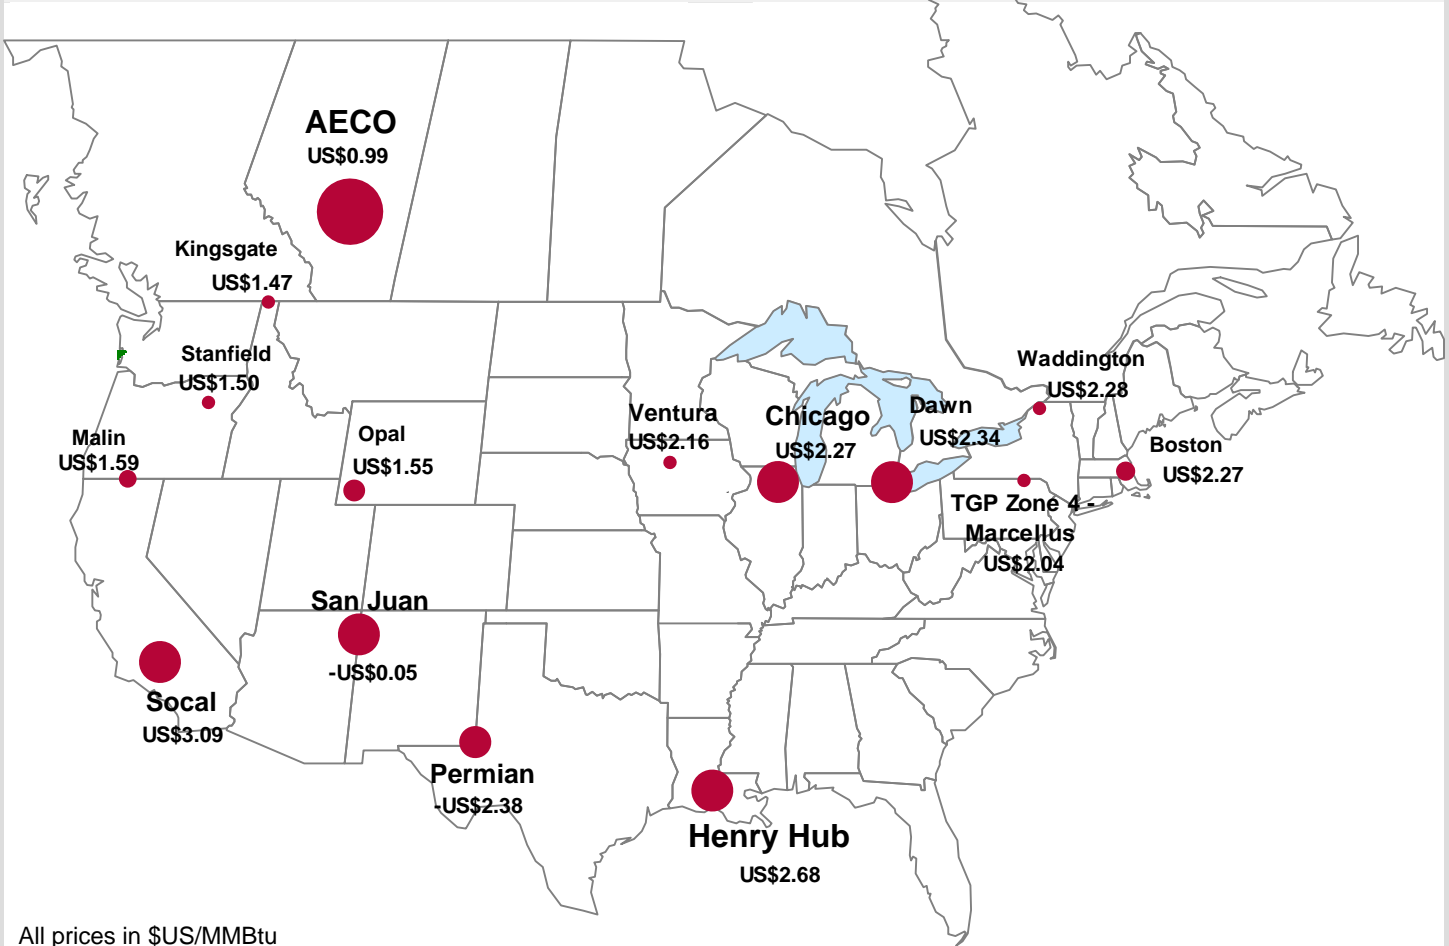 AECO
US$0.99
Kingsgate
US$1.47
Stanfield
US$1.50
Malin
US$1.59
Opal
US$1.55
Ventura
US$2.16
Chicago
US$2.27
Dawn
US$2.34
Waddington
US$2.28
Boston
US$2.27
TGP Zone 4 -
Marcellus
US$2.04
San Juan
-US$0.05
Socal
US$3.09
Permian
-US$2.38
Henry Hub
US$2.68
All prices in $US/MMBtu